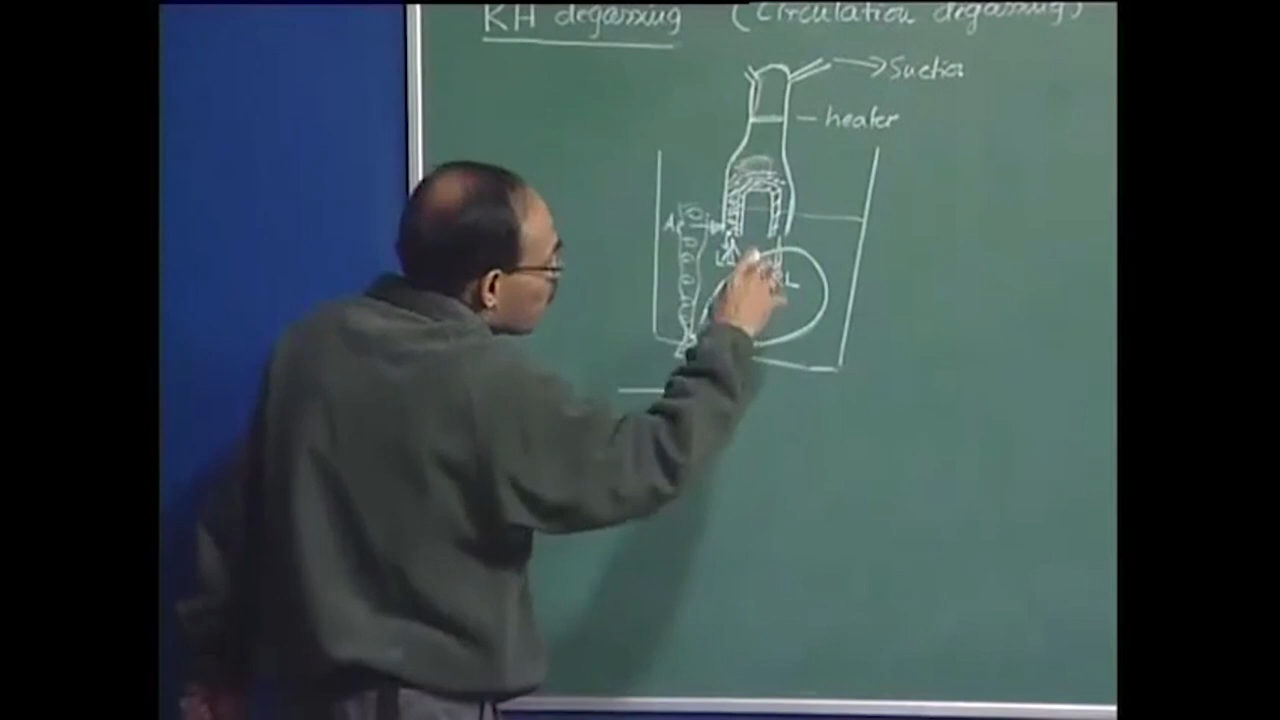 RH degassing (Circulation degassing)
Suction
heater
Ar